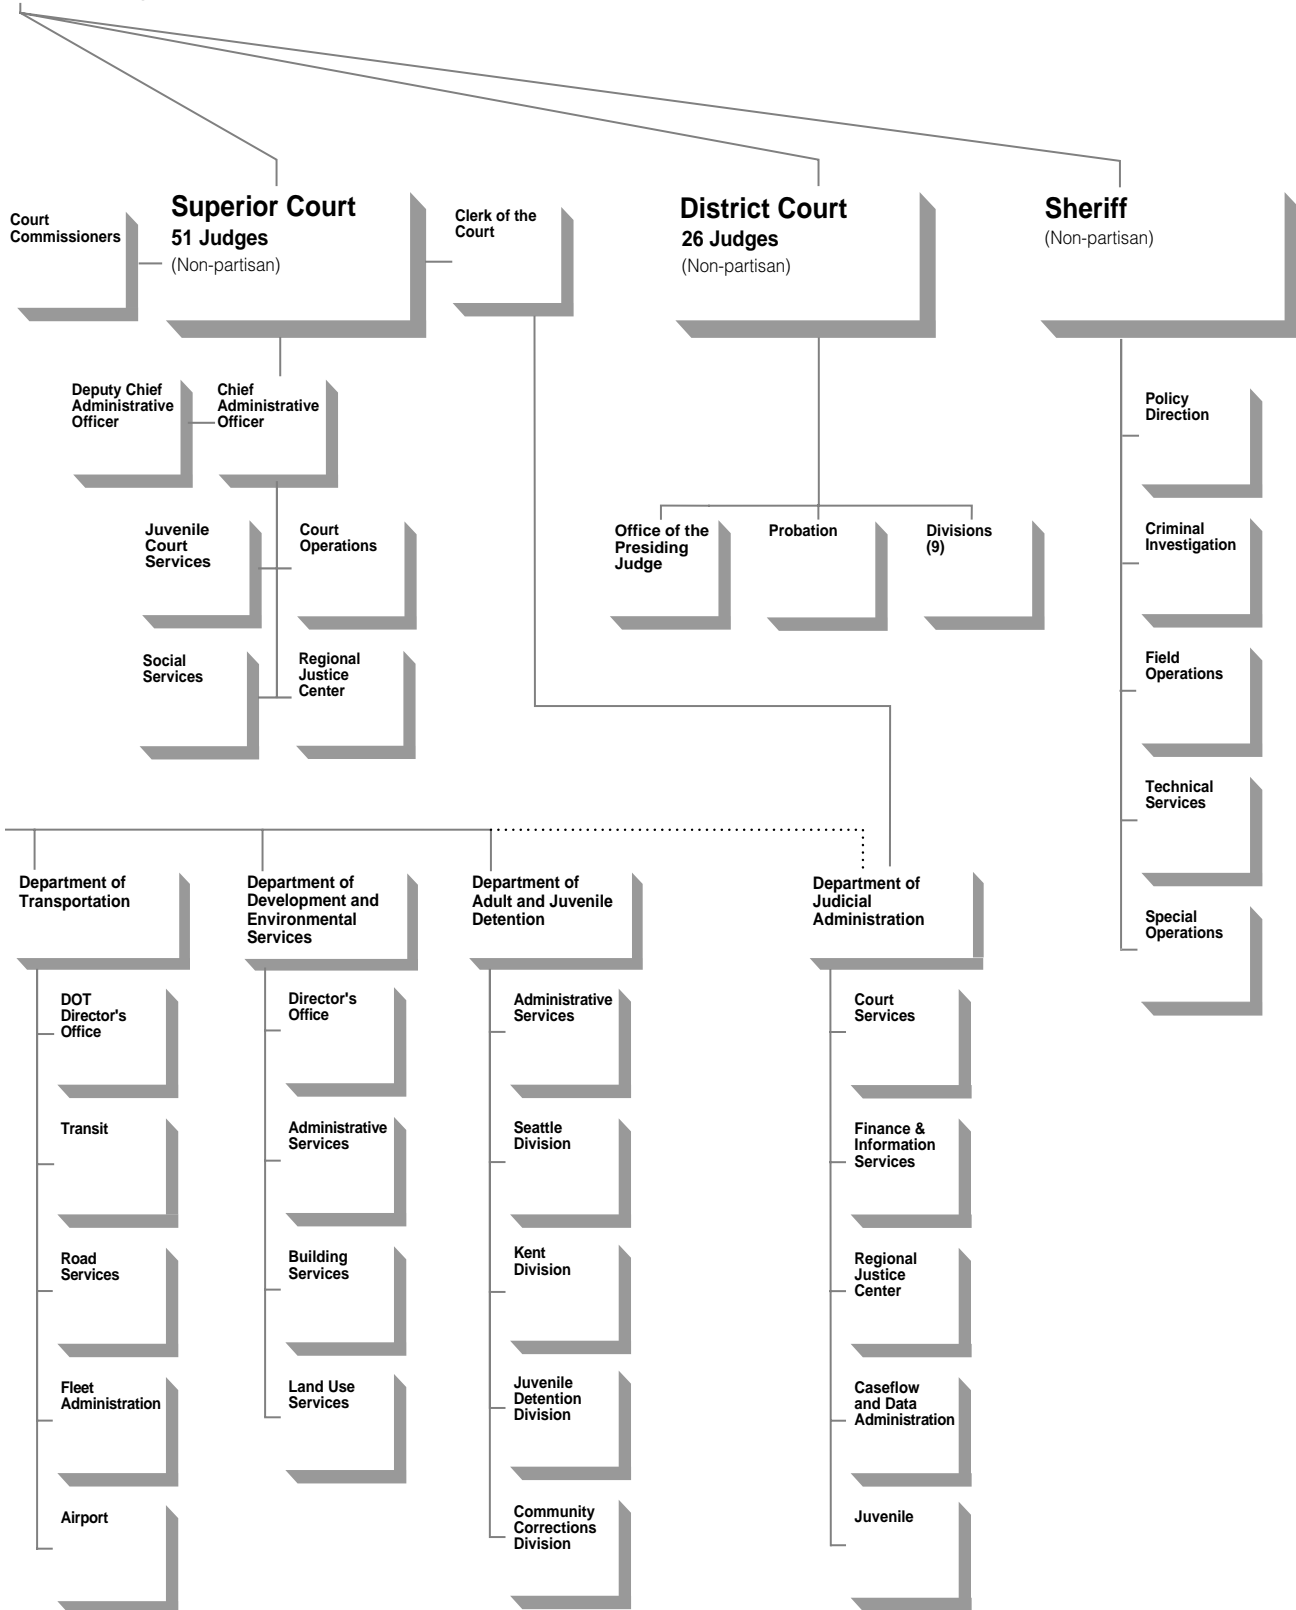 Court
Commissioners
Superior Court
51 Judges
(Non-partisan)
Clerk of the
Court
District Court
26 Judges
(Non-partisan)
Sheriff
(Non-partisan)
Deputy Chief
Administrative
Officer
Chief
Administrative
Officer
Juvenile
Court
Services
Court
Operations
Social
Services
Regional
Justice
Center
Office of the
Presiding
Judge
Probation
Divisions
(9)
Policy
Direction
Criminal
Investigation
Field
Operations
Technical
Services
Special
Operations
Department of
Transportation
DOT
Director's
Office
Transit
Road
Services
Fleet
Administration
Airport
Department of
Development and
Environmental
Services
Director's
Office
Administrative
Services
Building
Services
Land Use
Services
Department of
Adult and Juvenile
Detention
Administrative
Services
Seattle
Division
Kent
Division
Juvenile
Detention
Division
Community
Corrections
Division
Department of
Judicial
Administration
Court
Services
Finance &
Information
Services
Regional
Justice
Center
Caseflow
and Data
Administration
Juvenile